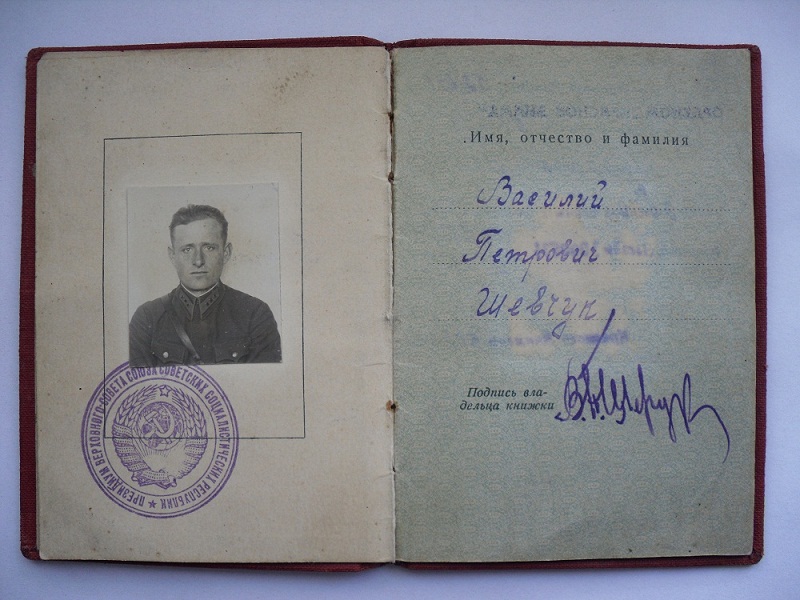 ПРЕЗИДИУМ ВЕРХОВНОГО СОВЕТА СОЮЗА СОВЕТСКИХ СОЦИАЛИСТИЧЕСКИХ РЕСПУБЛИК
Имя, отчество и фамилия
Василий
Петрович
Шевчук
Подпись вла-
дельца книжки